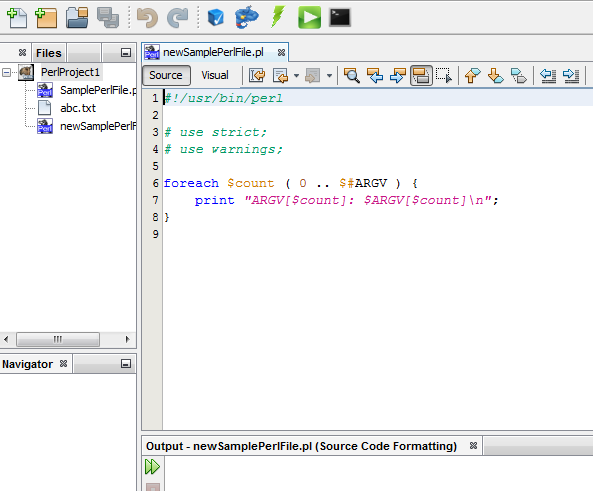 Files
PerlProject1
SamplePerlFile.p
abc.txt
newSamplePerlF
Navigator
newSamplePerlFile.pl
Source Visual
1 #!/usr/bin/perl
2
3 # use strict;
4 # use warnings;
5
6 foreach $count ( 0 .. $#ARGV ) {
7 print "ARGV[$count]: $ARGV[$count]\n";
8 }
9
Output - newSamplePerlFile.pl (Source Code Formatting)